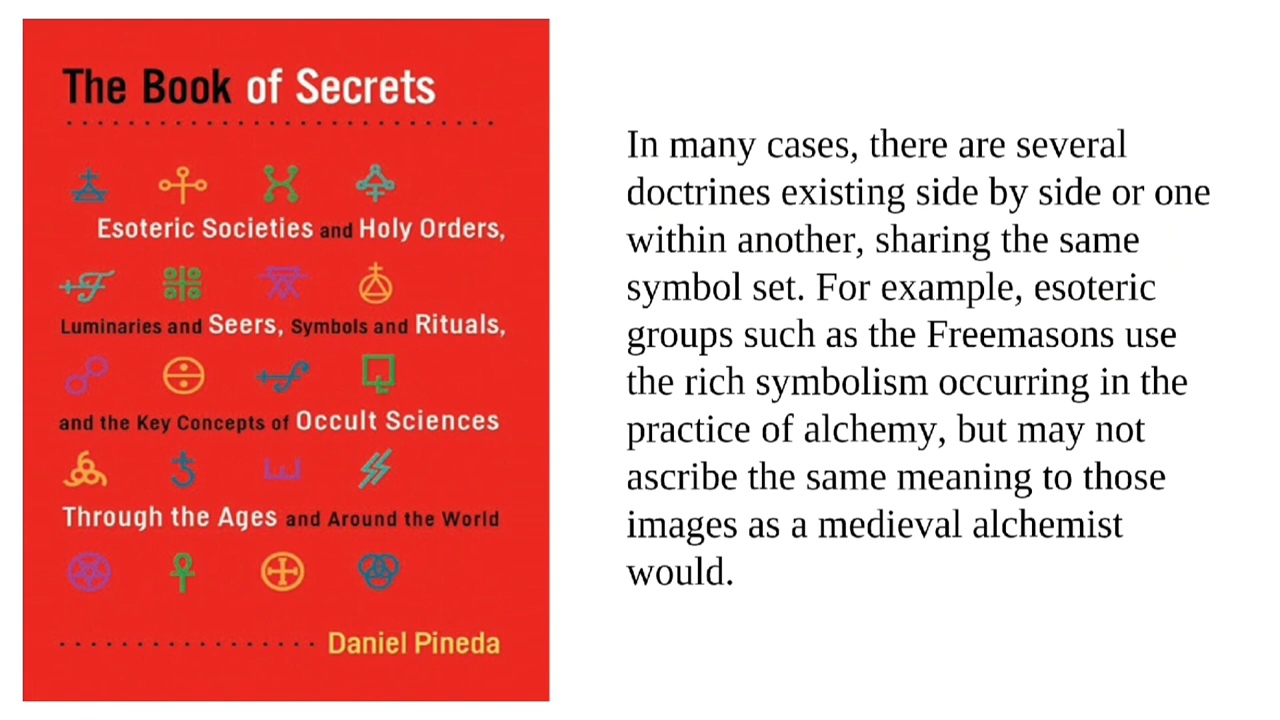 The Book of Secrets
Esoteric Societies and Holy Orders,
Luminaries and Seers, Symbols and Rituals,
and the Key Concepts of Occult Sciences
Through the Ages and Around the World
Daniel Pineda
In many cases, there are several
doctrines existing side by side or one
within another, sharing the same
symbol set. For example, esoteric
groups such as the Freemasons use
the rich symbolism occurring in the
practice of alchemy, but may not
ascribe the same meaning to those
images as a medieval alchemist
would.